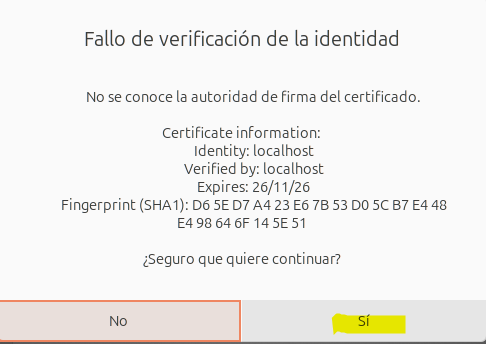 Fallo de verificación de la identidad
No se conoce la autoridad de firma del certificado.
Certificate information:
Identity: localhost
Verified by: localhost
Expires: 26/11/26
Fingerprint (SHA1): D6 5E D7 A4 23 E6 7B 53 D0 5C B7 E4 48
E4 98 64 6F 14 5E 51
¿Seguro que quiere continuar?
No
Sí